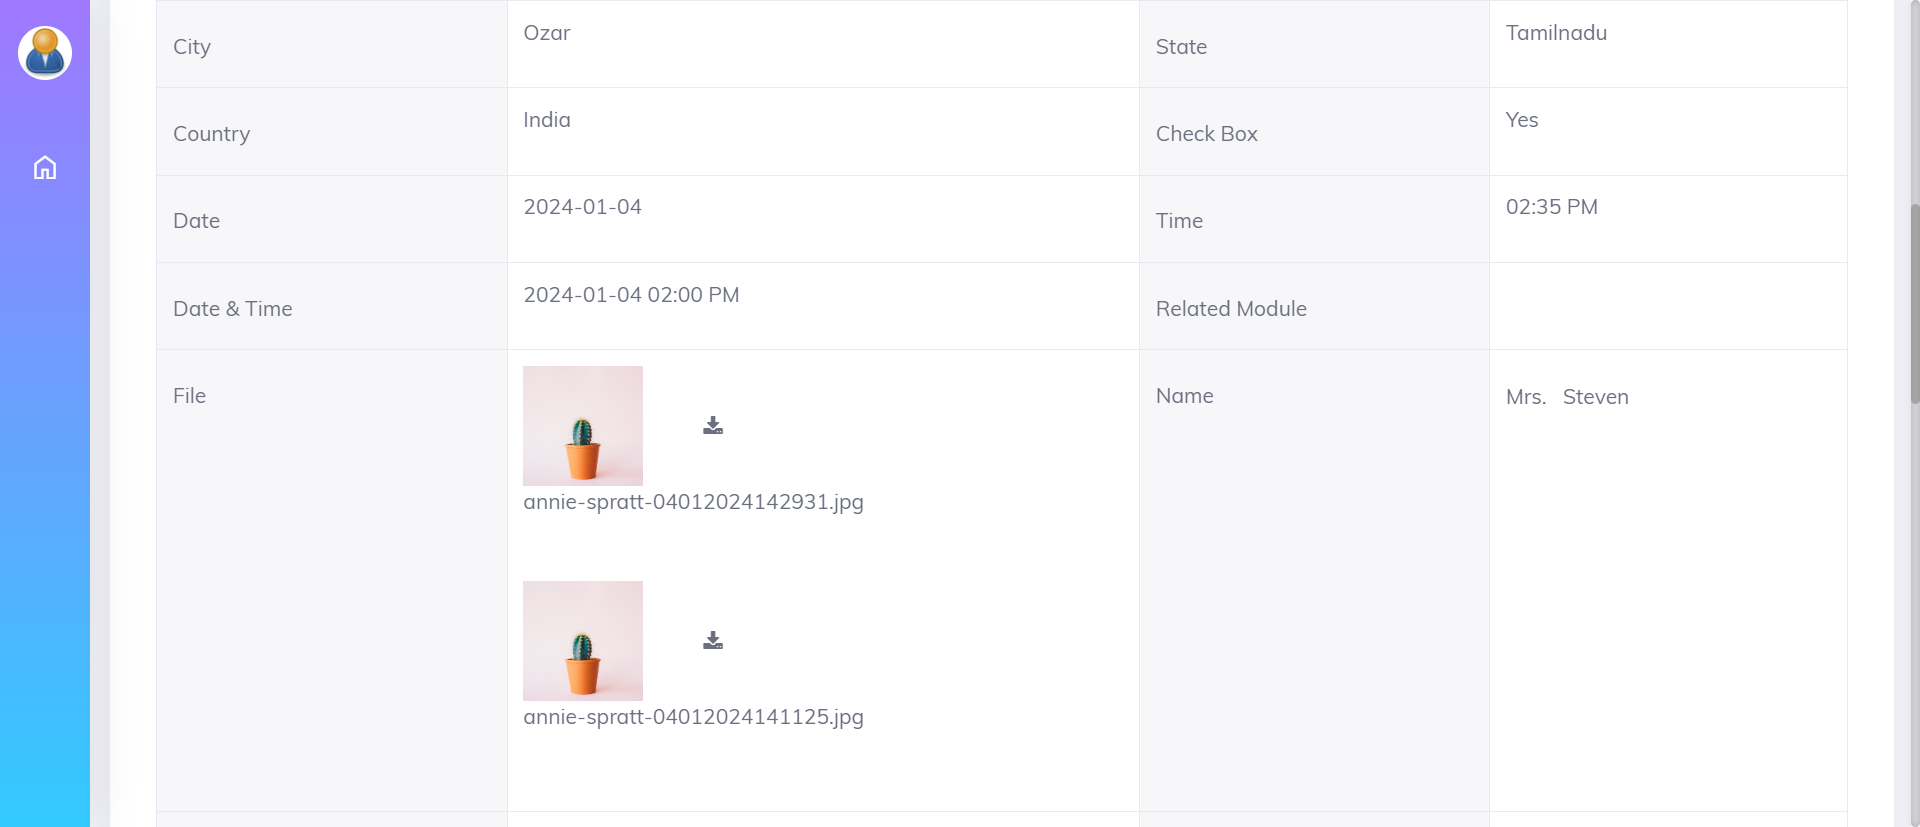 City
Ozar
State
Tamilnadu
Country
India
Check Box
Yes
Date
2024-01-04
Time
02:35 PM
Date & Time
2024-01-04 02:00 PM
Related Module
File
annie-spratt-04012024142931.jpg
annie-spratt-04012024141125.jpg
Name
Mrs. Steven